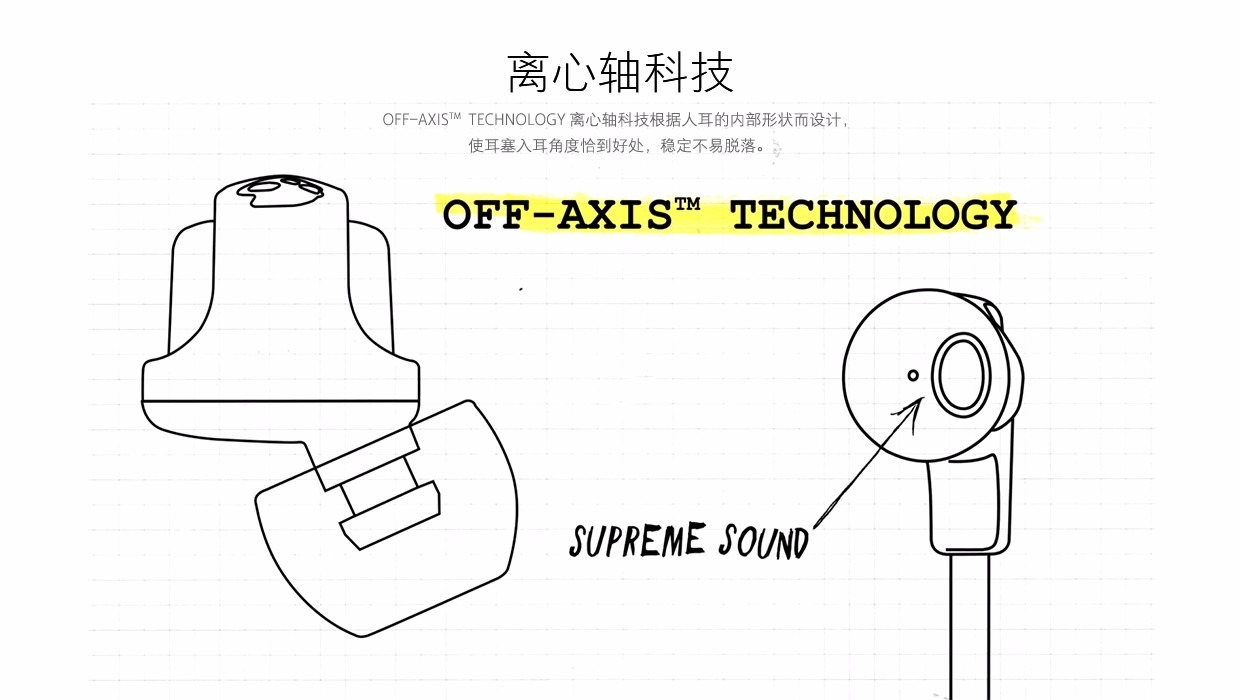 离心轴科技
OFF-AXIS™ TECHNOLOGY 离心轴科技根据人耳的内部形状而设计，
使耳塞入耳角度恰到好处，稳定不易脱落。
OFF-AXIS™ TECHNOLOGY
SUPREME SOUND